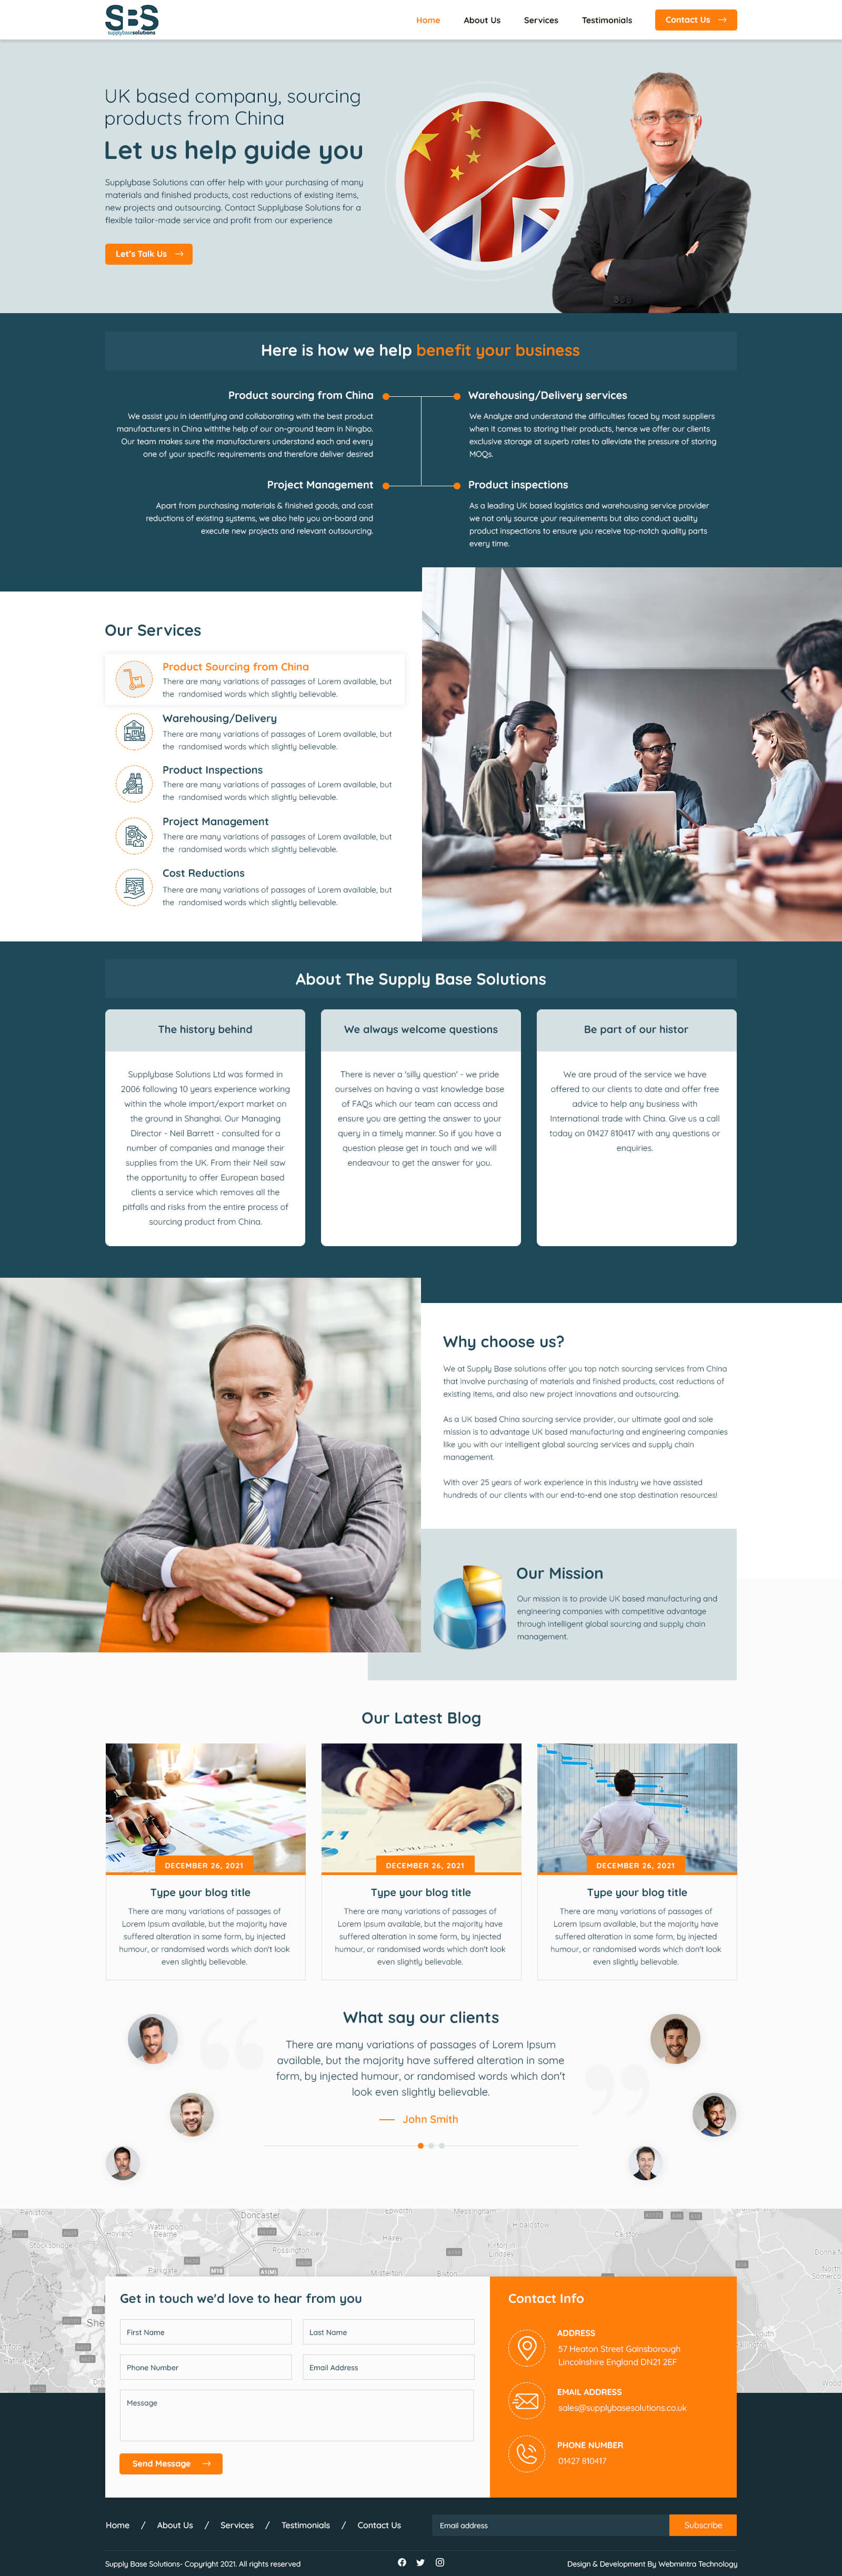 SBS
supplybasesolutions
Home
About Us
Services
Testimonials
Contact Us
UK based company, sourcing
products from China
Let us help guide you
Supplybase Solutions can offer help with your purchasing of many
materials and finished products, cost reductions of existing items,
new projects and outsourcing. Contact Supplybase Solutions for a
flexible tailor-made service and profit from our experience
Let's Talk Us
Here is how we help benefit your business
Product sourcing from China
We assist you in identifying and collaborating with the best product
manufacturers in China withthe help of our on-ground team in Ningbo.
Our team makes sure the manufacturers understand each and every
one of your specific requirements and therefore deliver desired
Warehousing/Delivery services
We Analyze and understand the difficulties faced by most suppliers
when it comes to storing their products, hence we offer our clients
exclusive storage at superb rates to alleviate the pressure of storing
MOQs.
Project Management
Apart from purchasing materials & finished goods, and cost
reductions of existing systems, we also help you on-board and
execute new projects and relevant outsourcing.
Product inspections
As a leading UK based logistics and warehousing service provider
we not only source your requirements but also conduct quality
product inspections to ensure you receive top-notch quality parts
every time.
Our Services
Product Sourcing from China
There are many variations of passages of Lorem available, but
the randomised words which slightly believable.
Warehousing/Delivery
There are many variations of passages of Lorem available, but
the randomised words which slightly believable.
Product Inspections
There are many variations of passages of Lorem available, but
the randomised words which slightly believable.
Project Management
There are many variations of passages of Lorem available, but
the randomised words which slightly believable.
Cost Reductions
There are many variations of passages of Lorem available, but
the randomised words which slightly believable.
About The Supply Base Solutions
The history behind
Supplybase Solutions Ltd was formed in
2006 following 10 years experience working
within the whole import/export market on
the ground in Shanghai. Our Managing
Director - Neil Barrett - consulted for a
number of companies and manage their
supplies from the UK. From their Neil saw
the opportunity to offer European based
clients a service which removes all the
pitfalls and risks from the entire process of
sourcing product from China.
We always welcome questions
There is never a 'silly question' - we pride
ourselves on having a vast knowledge base
of FAQs which our team can access and
ensure you are getting the answer to your
query in a timely manner. So if you have a
question please get in touch and we will
endeavour to get the answer for you.
Be part of our histor
We are proud of the service we have
offered to our clients to date and offer free
advice to help any business with
International trade with China. Give us a call
today on 01427 810417 with any questions or
enquiries.
Why choose us?
We at Supply Base solutions offer you top notch sourcing services from China
that involve purchasing of materials and finished products, cost reductions of
existing items, and also new project innovations and outsourcing.
As a UK based China sourcing service provider, our ultimate goal and sole
mission is to advantage UK based manufacturing and engineering companies
like you with our intelligent global sourcing services and supply chain
management.
With over 25 years of work experience in this industry we have assisted
hundreds of our clients with our end-to-end one stop destination resources!
Our Mission
Our mission is to provide UK based manufacturing and
engineering companies with competitive advantage
through intelligent global sourcing and supply chain
management.
Our Latest Blog
DECEMBER 26, 2021
Type your blog title
There are many variations of passages of
Lorem Ipsum available, but the majority have
suffered alteration in some form, by injected
humour, or randomised words which don't look
even slightly believable.
DECEMBER 26, 2021
Type your blog title
There are many variations of passages of
Lorem Ipsum available, but the majority have
suffered alteration in some form, by injected
humour, or randomised words which don't look
even slightly believable.
DECEMBER 26, 2021
Type your blog title
There are many variations of passages of
Lorem Ipsum available, but the majority have
suffered alteration in some form, by injected
humour, or randomised words which don't look
even slightly believable.
What say our clients
There are many variations of passages of Lorem Ipsum
available, but the majority have suffered alteration in some
form, by injected humour, or randomised words which don't
look even slightly believable.
John Smith
Penistone
Doncaster
Epworth
Messingham
Hibaldstow
Stocksbridge
Hoyland
Wath upon
Dearne
Auckley
Haxey
Kirton in
Lindsey
Caistor
Rossington
Parkgate
M18
A1(M)
Misterton
Blyton
Get in touch we'd love to hear from you
First Name
Last Name
Phone Number
Email Address
Message
Send Message
Contact Info
ADDRESS
57 Heaton Street Gainsborough
Lincolnshire England DN21 2EF
EMAIL ADDRESS
sales@supplybasesolutions.co.uk
PHONE NUMBER
01427 810417
Home / About Us / Services / Testimonials / Contact Us
Email address
Subscribe
Supply Base Solutions- Copyright 2021. All rights reserved
Design & Development By Webmintra Technology